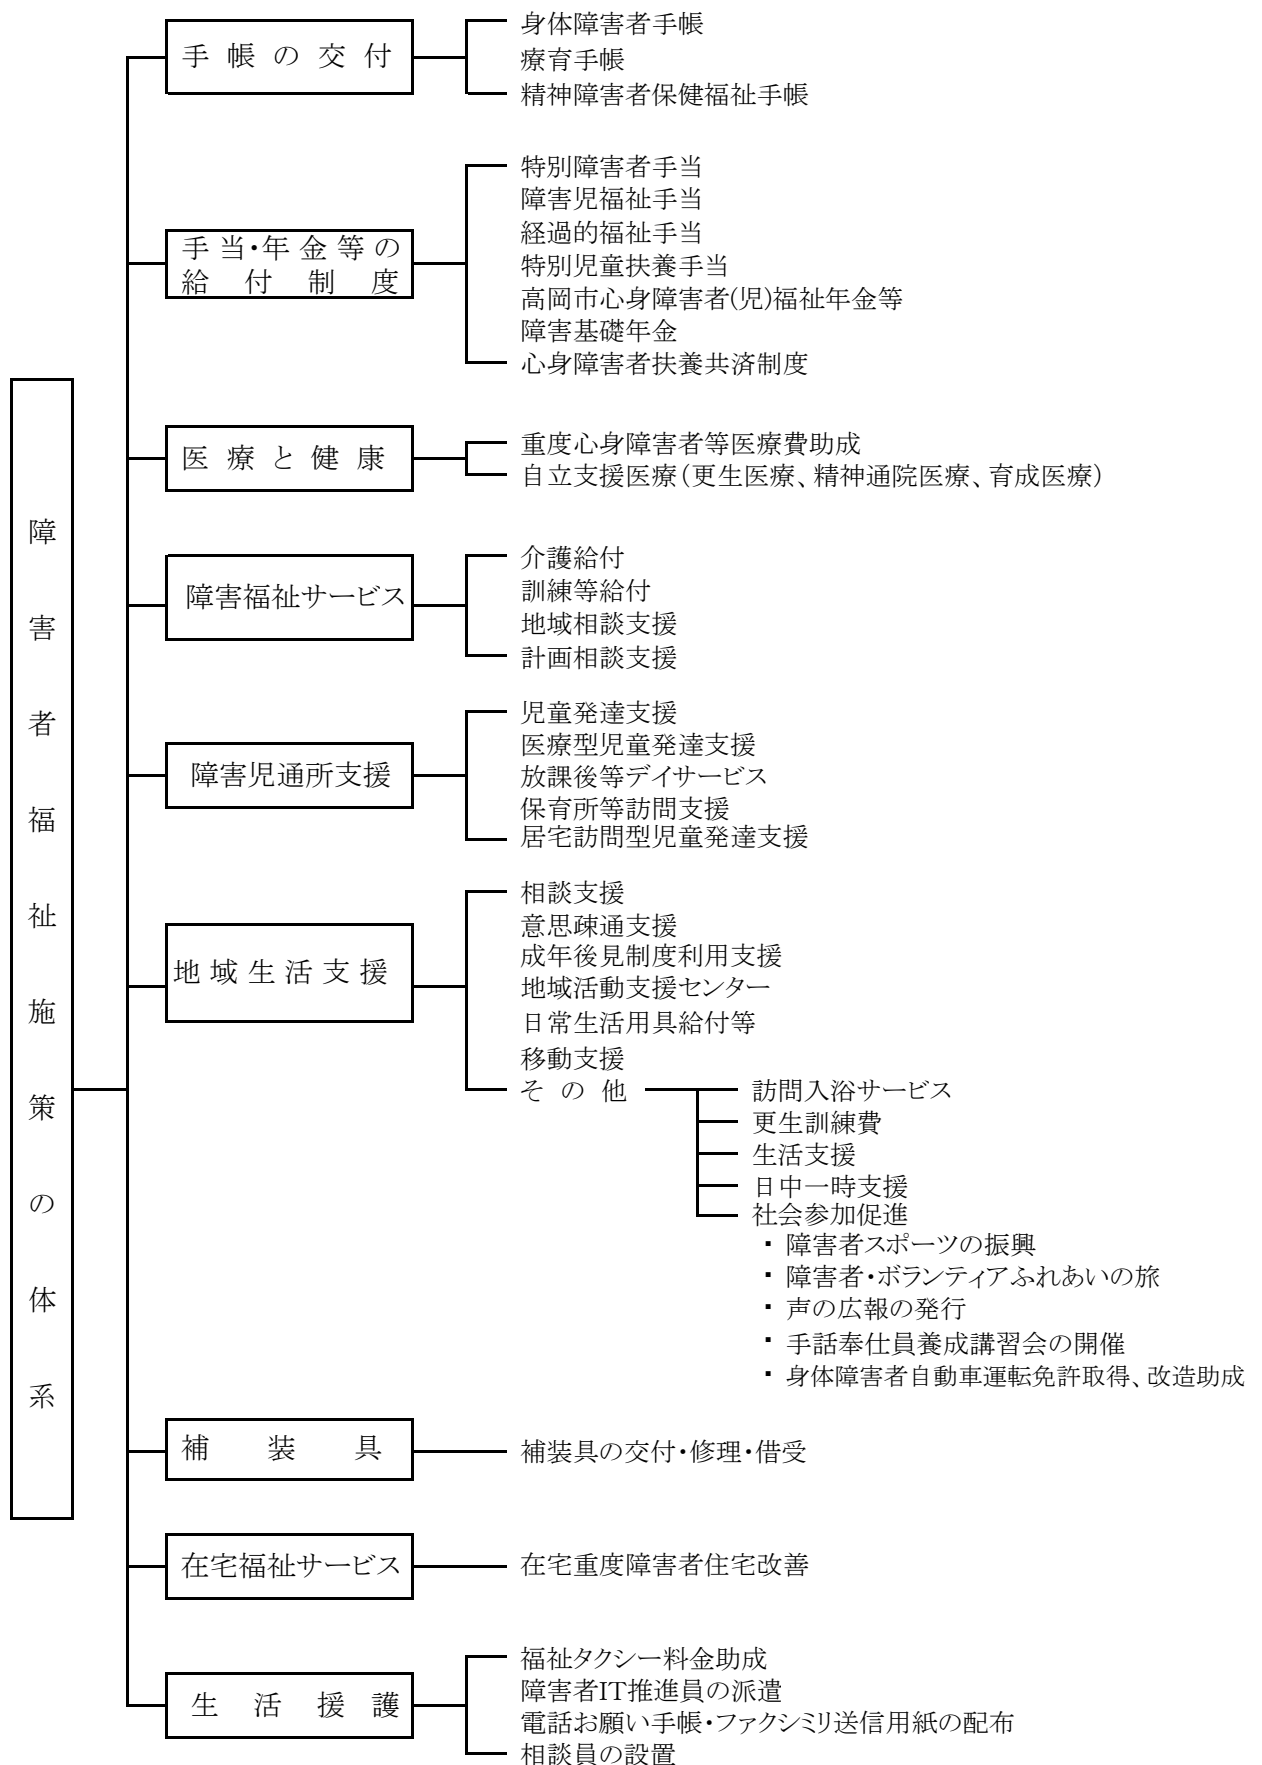 障害者福祉施策の体系
手帳の交付
身体障害者手帳
療育手帳
精神障害者保健福祉手帳
手当・年金等の
給付制度
特別障害者手当
障害児福祉手当
経過的福祉手当
特別児童扶養手当
高岡市心身障害者(児)福祉年金等
障害基礎年金
心身障害者扶養共済制度
医療と健康
重度心身障害者等医療費助成
自立支援医療（更生医療、精神通院医療、育成医療）
障害福祉サービス
介護給付
訓練等給付
地域相談支援
計画相談支援
障害児通所支援
児童発達支援
医療型児童発達支援
放課後等デイサービス
保育所等訪問支援
居宅訪問型児童発達支援
地域生活支援
相談支援
意思疎通支援
成年後見制度利用支援
地域活動支援センター
日常生活用具給付等
移動支援
その他
訪問入浴サービス
更生訓練費
生活支援
日中一時支援
社会参加促進
・障害者スポーツの振興
・障害者・ボランティアふれあいの旅
・声の広報の発行
・手話奉仕員養成講習会の開催
・身体障害者自動車運転免許取得、改造助成
補装具
補装具の交付・修理・借受
在宅福祉サービス
在宅重度障害者住宅改善
生活援護
福祉タクシー料金助成
障害者IT推進員の派遣
電話お願い手帳・ファクシミリ送信用紙の配布
相談員の設置